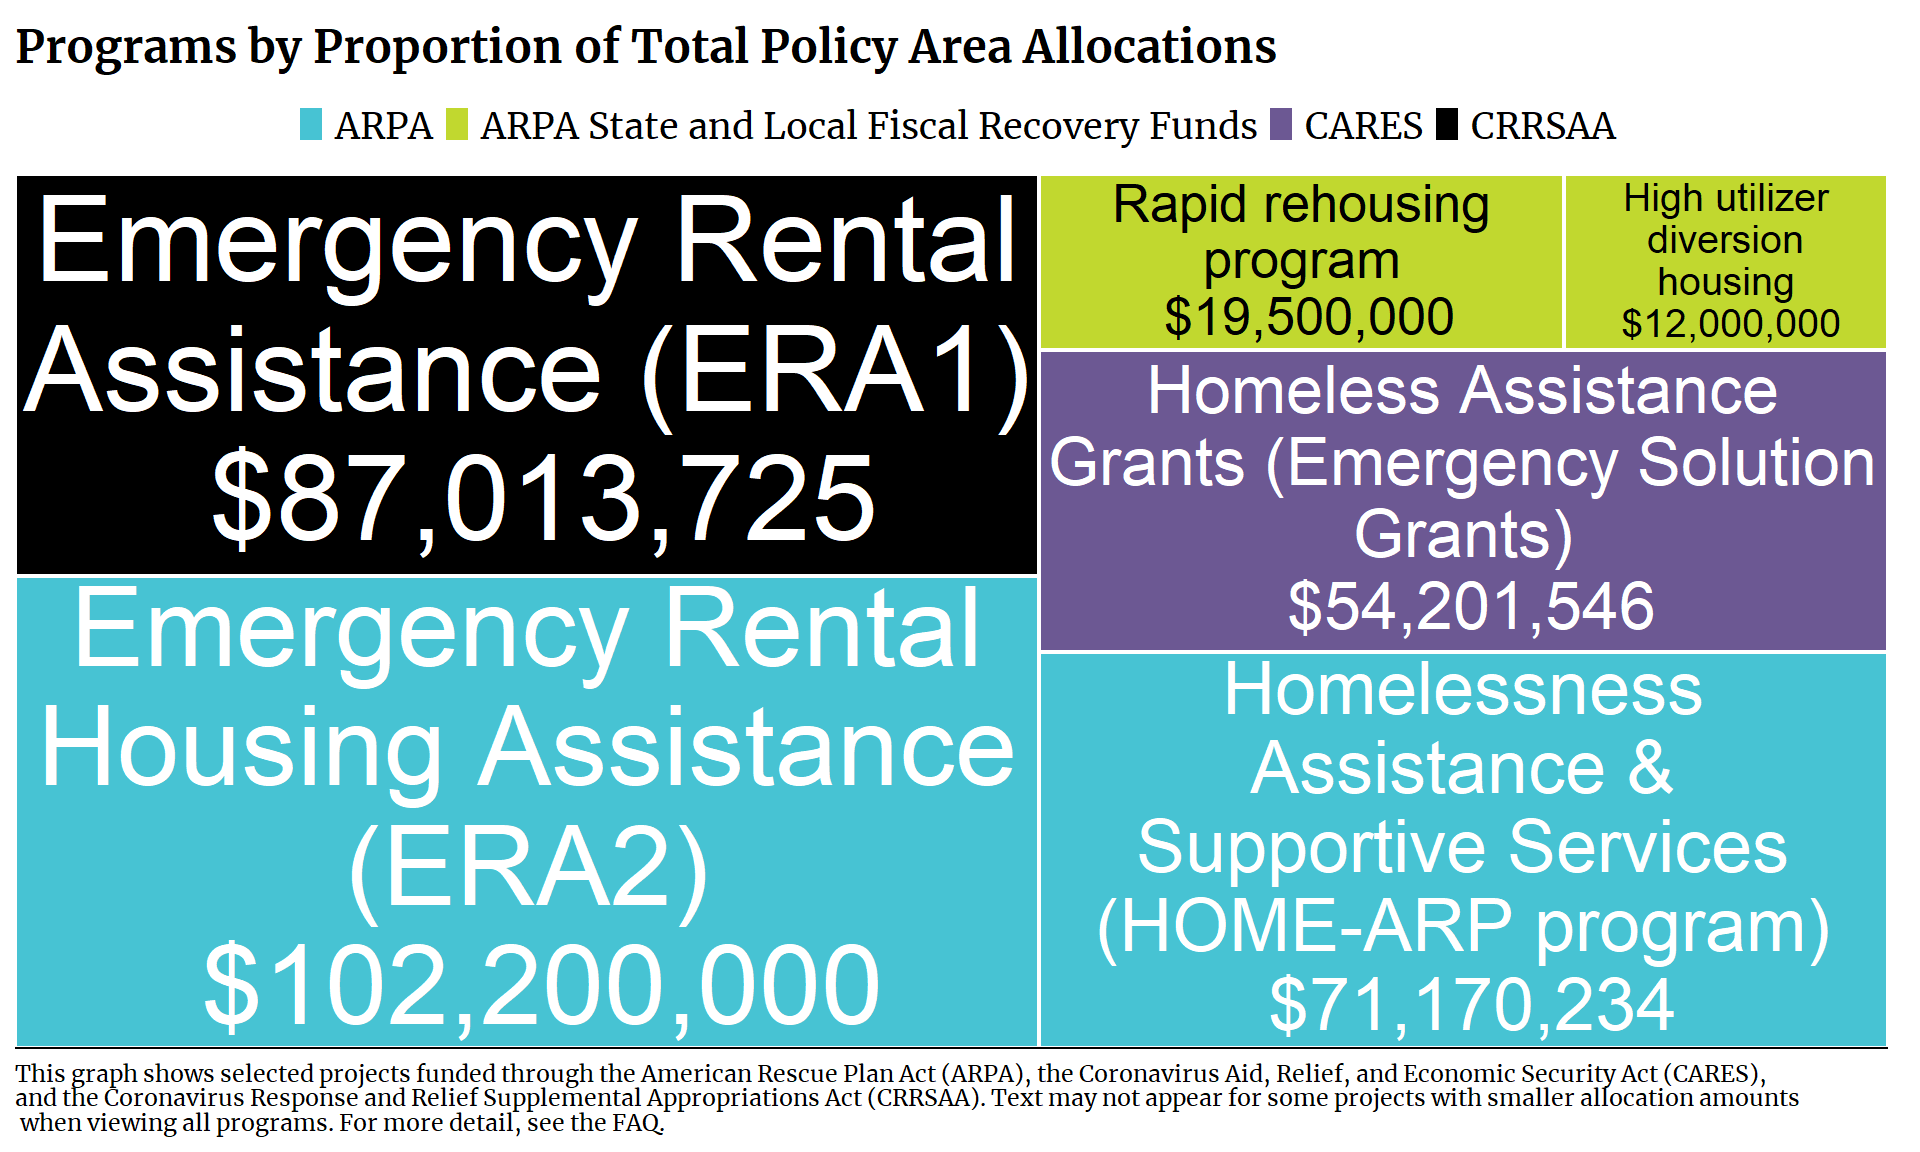 Programs by Proportion of Total Policy Area Allocations
ARPA ARPA State and Local Fiscal Recovery Funds CARES CRRSAA
Emergency Rental
Assistance (ERA1)
$87,013,725
Rapid rehousing
program
$19,500,000
High utilizer
diversion
housing
$12,000,000
Homeless Assistance
Grants (Emergency Solution
Grants)
$54,201,546
Emergency Rental
Housing Assistance
(ERA2)
$102,200,000
Homelessness
Assistance &
Supportive Services
(HOME-ARP program)
$71,170,234
This graph shows selected projects funded through the American Rescue Plan Act (ARPA), the Coronavirus Aid, Relief, and Economic Security Act (CARES),
and the Coronavirus Response and Relief Supplemental Appropriations Act (CRRSAA). Text may not appear for some projects with smaller allocation amounts
when viewing all programs. For more detail, see the FAQ.